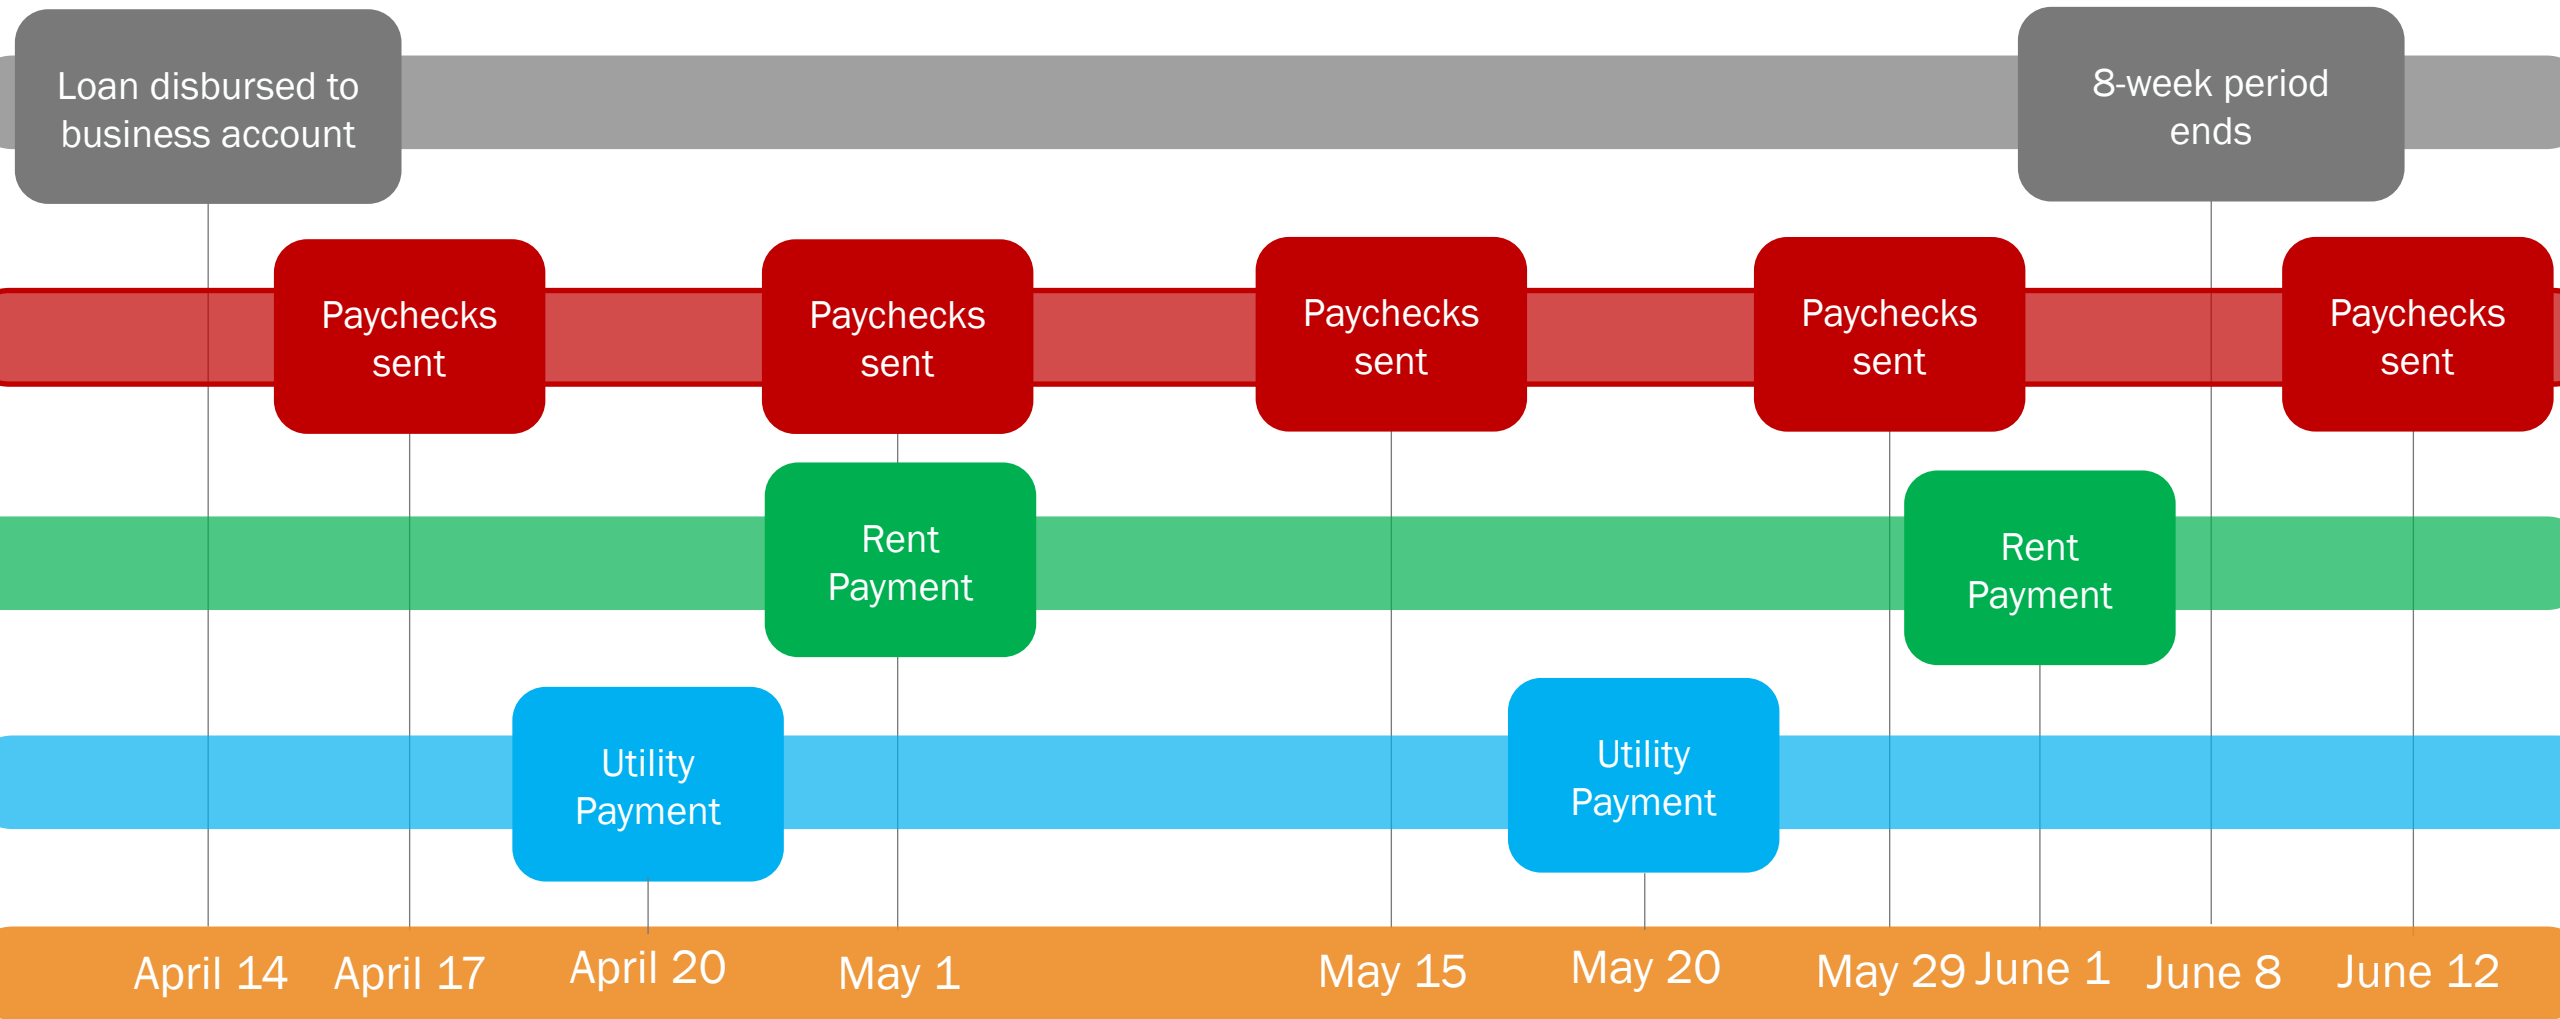 Loan disbursed to
business account
8-week period
ends
Paychecks
sent
Paychecks
sent
Paychecks
sent
Paychecks
sent
Paychecks
sent
Rent
Payment
Rent
Payment
Utility
Payment
Utility
Payment
April 14
April 17
April 20
May 1
May 15
May 20
May 29
June 1
June 8
June 12